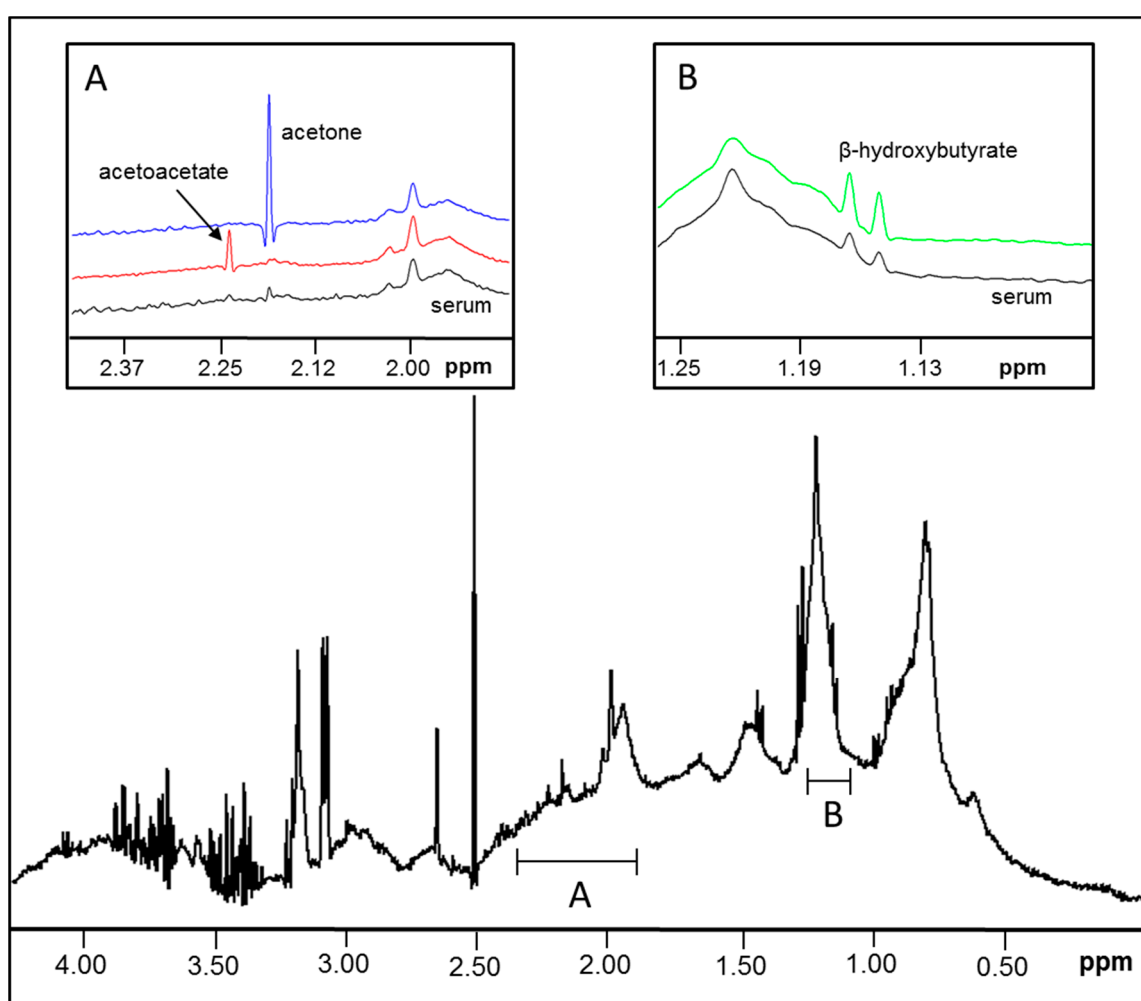 A
acetone
acetoacetate
serum
2.37 2.25 2.12 2.00 ppm
B
β-hydroxybutyrate
serum
1.25 1.19 1.13 ppm
B
A
4.00 3.50 3.00 2.50 2.00 1.50 1.00 0.50 ppm